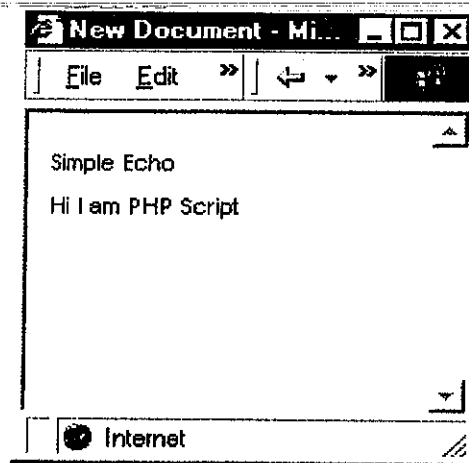 New Document - Mi...
File Edit »  »
Simple Echo
Hi I am PHP Script
Internet